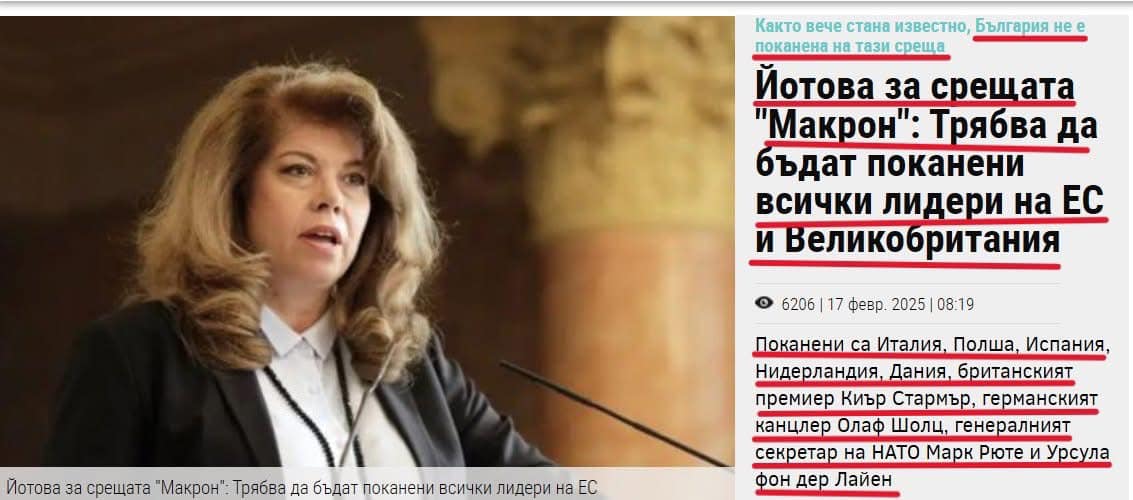 Както вече стана известно, България не е
поканена на тази среща
Йотова за срещата
"Макрон": Трябва да
бъдат поканени
всички лидери на ЕС
и Великобритания
6206 | 17 февр. 2025 | 08:19
Поканени са Италия, Полша, Испания,
Нидерландия, Дания, британският
премиер Киър Стармър, германският
канцлер Олаф Шолц, генералният
секретар на НАТО Марк Рюте и Урсула
фон дер Лайен
Йотова за срещата "Макрон": Трябва да бъдат поканени всички лидери на ЕС